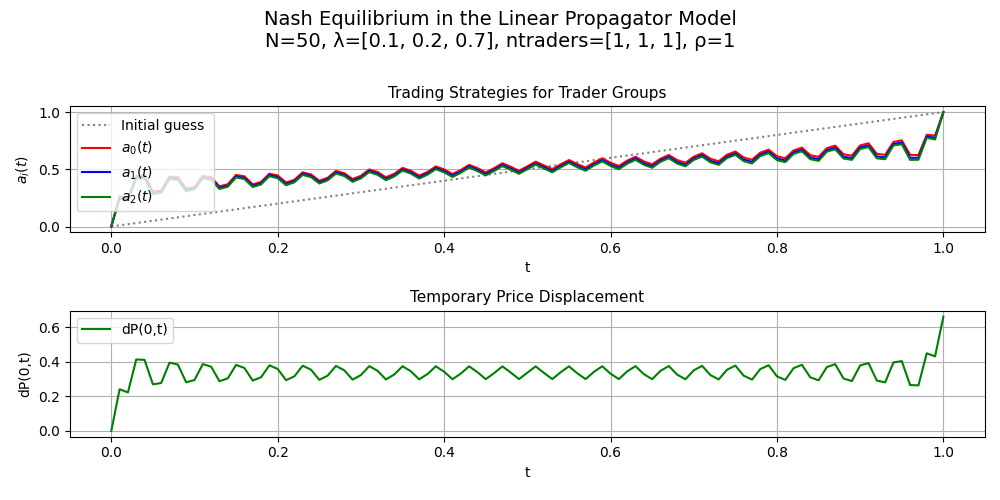 Nash Equilibrium in the Linear Propagator Model
N=50, λ=[0.1, 0.2, 0.7], ntraders=[1, 1, 1], ρ=1
Trading Strategies for Trader Groups
1.0
0.5
0.0
a_i(t)
Initial guess
a_0(t)
a_1(t)
a_2(t)
0.0 0.2 0.4 0.6 0.8 1.0
t
Temporary Price Displacement
0.6
0.4
0.2
0.0
dP(0,t)
dP(0,t)
0.0 0.2 0.4 0.6 0.8 1.0
t